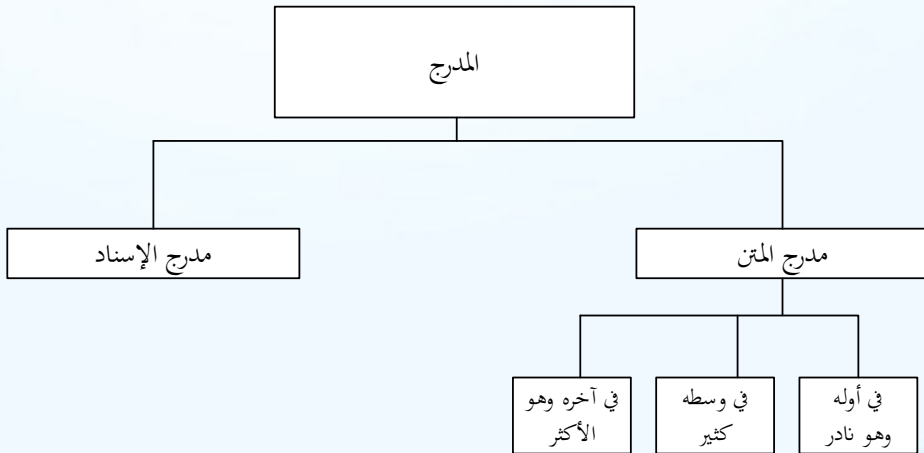 المدرج
مدرج المتن
مدرج الإسناد
في أوله
وهو نادر
في وسطه
كثير
في آخره وهو
الأكثر